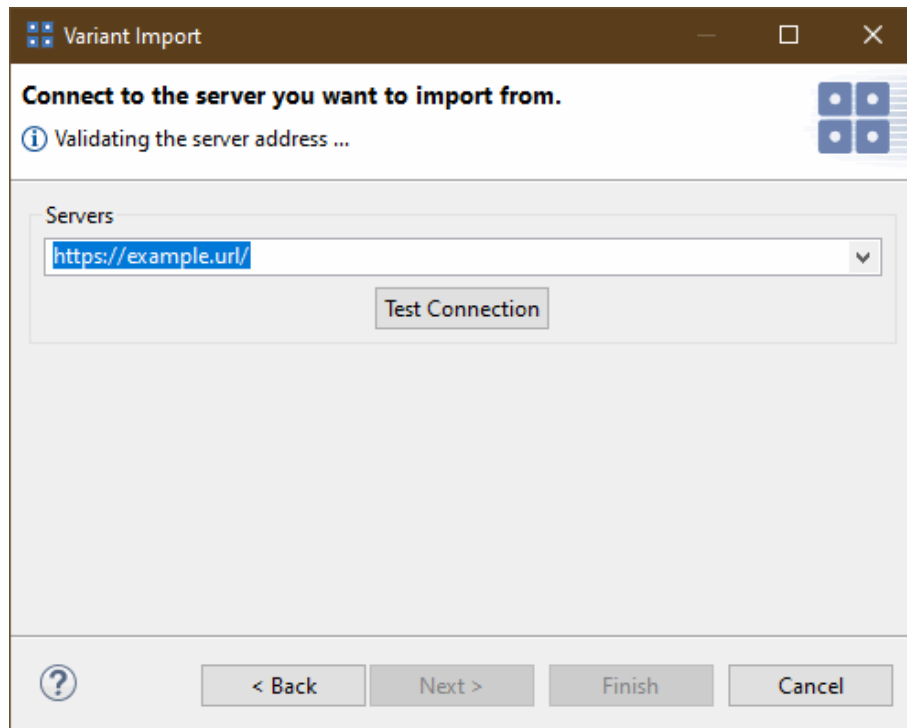 Variant Import
Connect to the server you want to import from.
Validating the server address ...
Servers
https://example.url/
Test Connection
< Back Next > Finish Cancel